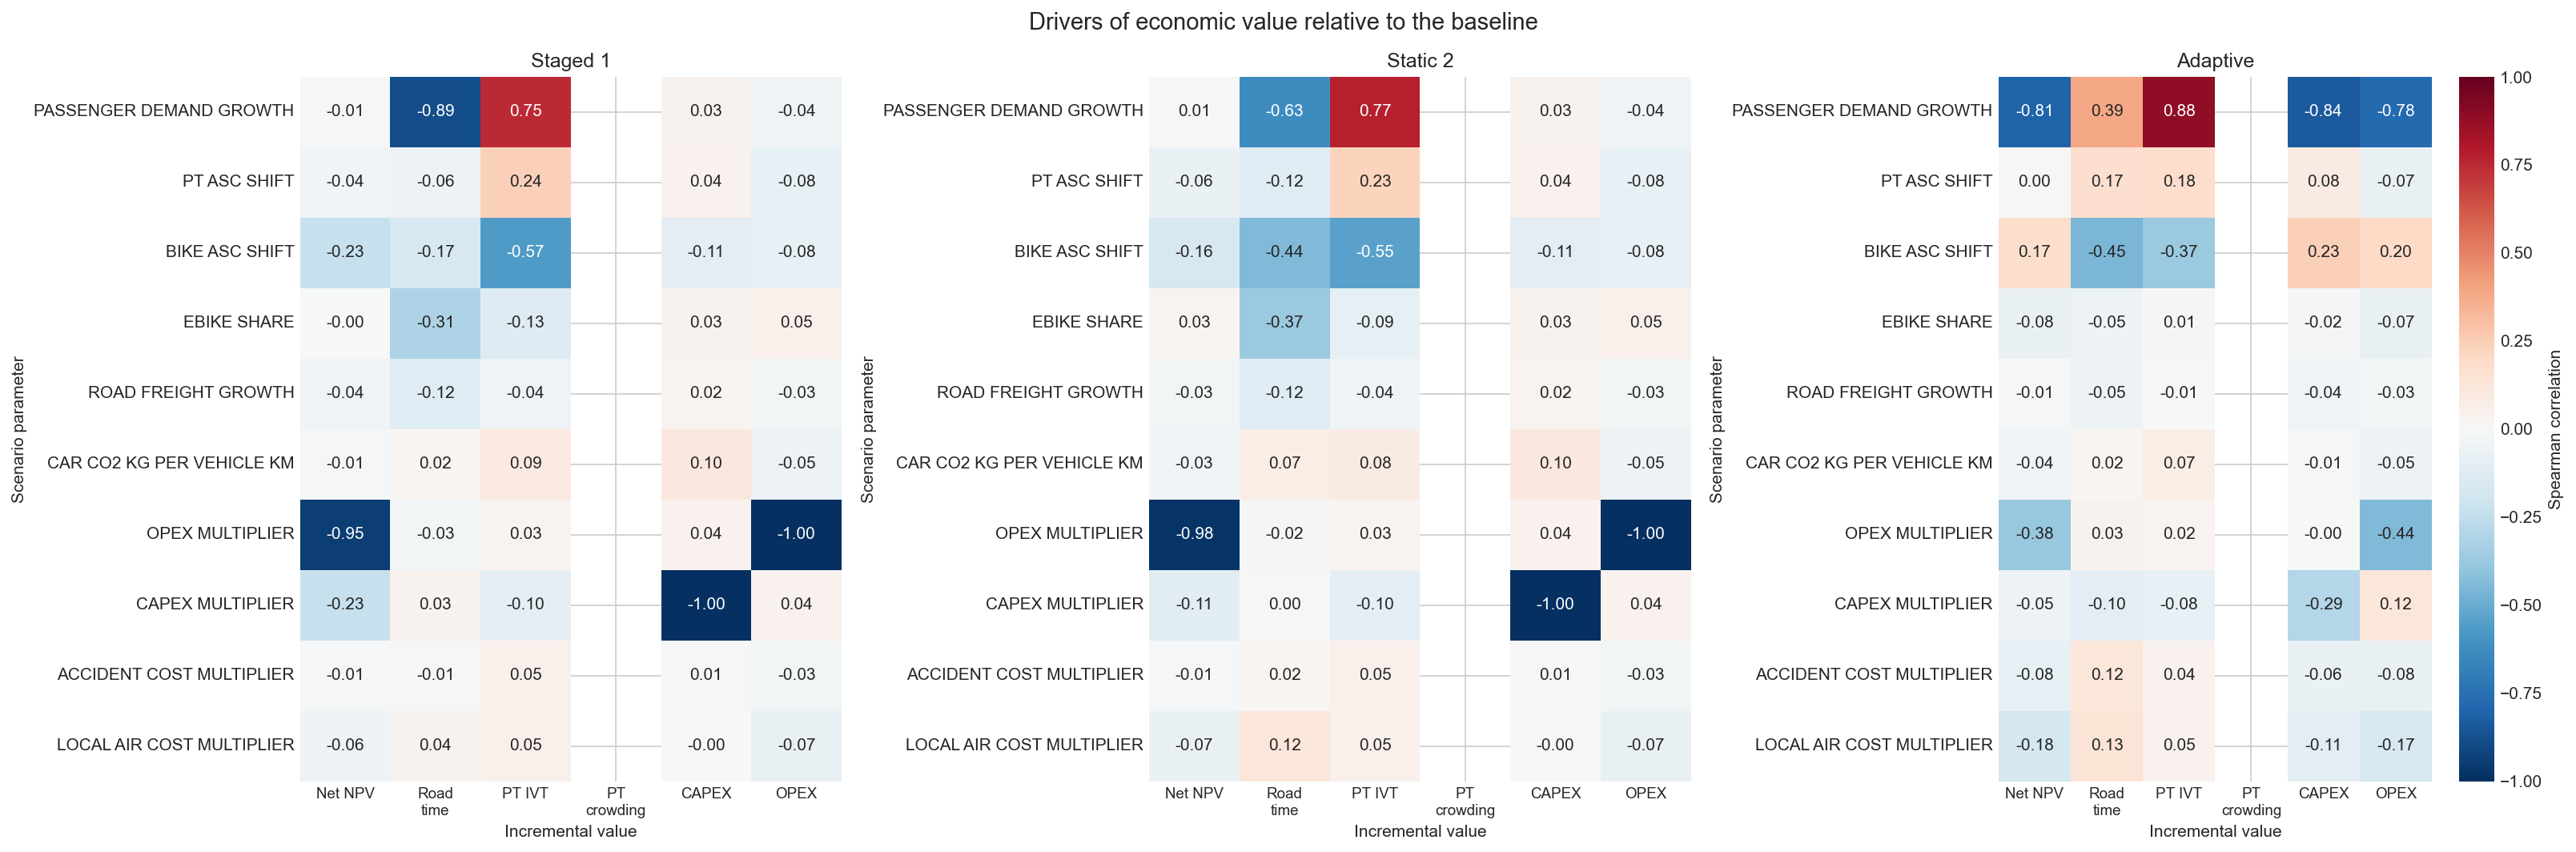 Drivers of economic value relative to the baseline
Staged 1
Scenario parameter
PASSENGER DEMAND GROWTH -0.01 -0.89 0.75 0.03 -0.04
PT ASC SHIFT -0.04 -0.06 0.24 0.04 -0.08
BIKE ASC SHIFT -0.23 -0.17 -0.57 -0.11 -0.08
EBIKE SHARE -0.00 -0.31 -0.13 0.03 0.05
ROAD FREIGHT GROWTH -0.04 -0.12 -0.04 0.02 -0.03
CAR CO2 KG PER VEHICLE KM -0.01 0.02 0.09 0.10 -0.05
OPEX MULTIPLIER -0.95 -0.03 0.03 0.04 -1.00
CAPEX MULTIPLIER -0.23 0.03 -0.10 -1.00 0.04
ACCIDENT COST MULTIPLIER -0.01 -0.01 0.05 0.01 -0.03
LOCAL AIR COST MULTIPLIER -0.06 0.04 0.05 -0.00 -0.07
Net NPV Road PT IVT PT CAPEX OPEX
time crowding
Incremental value
Static 2
Scenario parameter
PASSENGER DEMAND GROWTH 0.01 -0.63 0.77 0.03 -0.04
PT ASC SHIFT -0.06 -0.12 0.23 0.04 -0.08
BIKE ASC SHIFT -0.16 -0.44 -0.55 -0.11 -0.08
EBIKE SHARE 0.03 -0.37 -0.09 0.03 0.05
ROAD FREIGHT GROWTH -0.03 -0.12 -0.04 0.02 -0.03
CAR CO2 KG PER VEHICLE KM -0.03 0.07 0.08 0.10 -0.05
OPEX MULTIPLIER -0.98 -0.02 0.03 0.04 -1.00
CAPEX MULTIPLIER -0.11 0.00 -0.10 -1.00 0.04
ACCIDENT COST MULTIPLIER -0.01 0.02 0.05 0.01 -0.03
LOCAL AIR COST MULTIPLIER -0.07 0.12 0.05 -0.00 -0.07
Net NPV Road PT IVT PT CAPEX OPEX
time crowding
Incremental value
Adaptive
Scenario parameter
PASSENGER DEMAND GROWTH -0.81 0.39 0.88 -0.84 -0.78
PT ASC SHIFT 0.00 0.17 0.18 0.08 -0.07
BIKE ASC SHIFT 0.17 -0.45 -0.37 0.23 0.20
EBIKE SHARE -0.08 -0.05 0.01 -0.02 -0.07
ROAD FREIGHT GROWTH -0.01 -0.05 -0.01 -0.04 -0.03
CAR CO2 KG PER VEHICLE KM -0.04 0.02 0.07 -0.01 -0.05
OPEX MULTIPLIER -0.38 0.03 0.02 -0.00 -0.44
CAPEX MULTIPLIER -0.05 -0.10 -0.08 -0.29 0.12
ACCIDENT COST MULTIPLIER -0.08 0.12 0.04 -0.06 -0.08
LOCAL AIR COST MULTIPLIER -0.18 0.13 0.05 -0.11 -0.17
Net NPV Road PT IVT PT CAPEX OPEX
time crowding
Incremental value
1.00
0.75
0.50
0.25
0.00
−0.25
−0.50
−0.75
−1.00
Spearman correlation